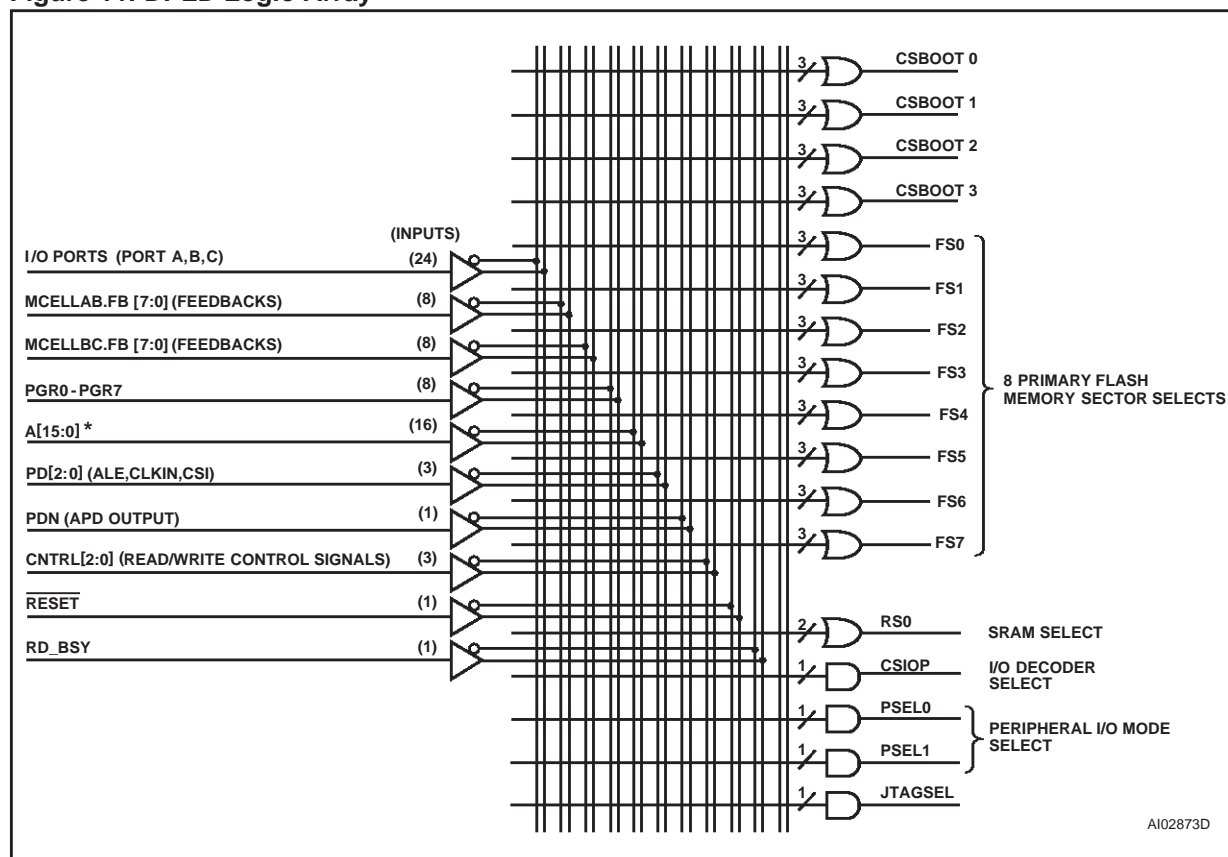 3 CSBOOT 0
3 CSBOOT 1
3 CSBOOT 2
3 CSBOOT 3
(INPUTS)
I/O PORTS (PORT A,B,C) (24)
MCELLAB.FB [7:0] (FEEDBACKS) (8)
MCELLBC.FB [7:0] (FEEDBACKS) (8)
PGR0 - PGR7 (8)
A[15:0] * (16)
PD[2:0] (ALE,CLKIN,CSI) (3)
PDN (APD OUTPUT) (1)
CNTRL[2:0] (READ/WRITE CONTROL SIGNALS) (3)
RESET (1)
RD_BSY (1)
3 FS0
3 FS1
3 FS2
3 FS3
3 FS4
3 FS5
3 FS6
3 FS7
8 PRIMARY FLASH
MEMORY SECTOR SELECTS
2 RS0 SRAM SELECT
1 CSIOP I/O DECODER
SELECT
1 PSEL0
1 PSEL1
PERIPHERAL I/O MODE
SELECT
1 JTAGSEL
AI02873D